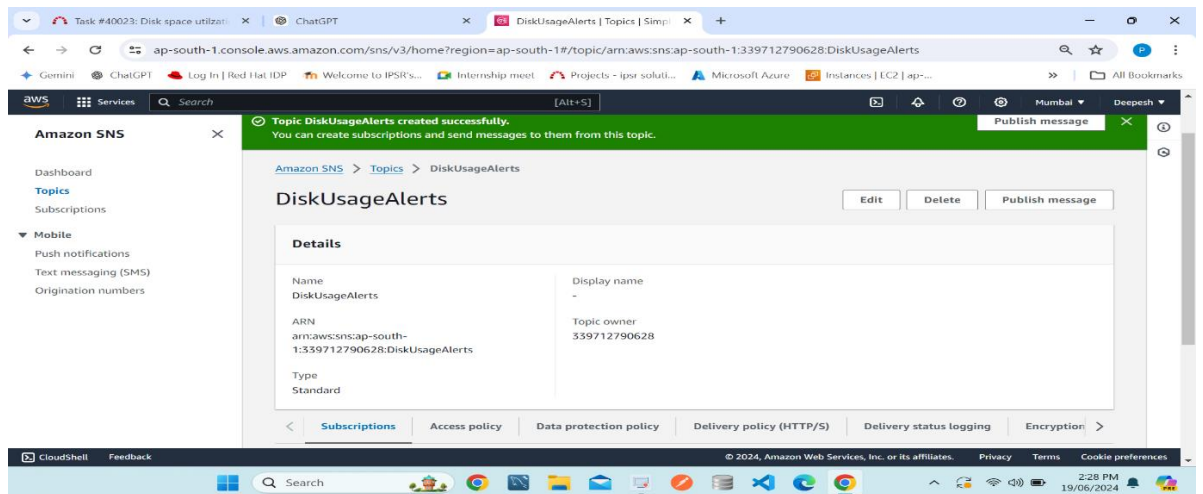 Task #40023: Disk space utilzati
ChatGPT
DiskUsageAlerts | Topics | Simpl
ap-south-1.console.aws.amazon.com/sns/v3/home?region=ap-south-1#/topic/arn:aws:sns:ap-south-1:339712790628:DiskUsageAlerts
P
Gemini ChatGPT Log In | Red Hat IDP Welcome to IPSR's... Internship meet Projects - ipsr soluti... Microsoft Azure Instances | EC2 | ap-... » All Bookmarks
aws Services Search [Alt+S] Mumbai Deepesh
Amazon SNS
Dashboard
Topics
Subscriptions
Mobile
Push notifications
Text messaging (SMS)
Origination numbers
Topic DiskUsageAlerts created successfully.
You can create subscriptions and send messages to them from this topic.
Publish message
Amazon SNS > Topics > DiskUsageAlerts
DiskUsageAlerts
Edit Delete Publish message
Details
Name
DiskUsageAlerts
Display name
-
ARN
arn:aws:sns:ap-south-
1:339712790628:DiskUsageAlerts
Topic owner
339712790628
Type
Standard
Subscriptions Access policy Data protection policy Delivery policy (HTTP/S) Delivery status logging Encryption
CloudShell Feedback © 2024, Amazon Web Services, Inc. or its affiliates. Privacy Terms Cookie preferences
Search
2:28 PM
19/06/2024
PRE